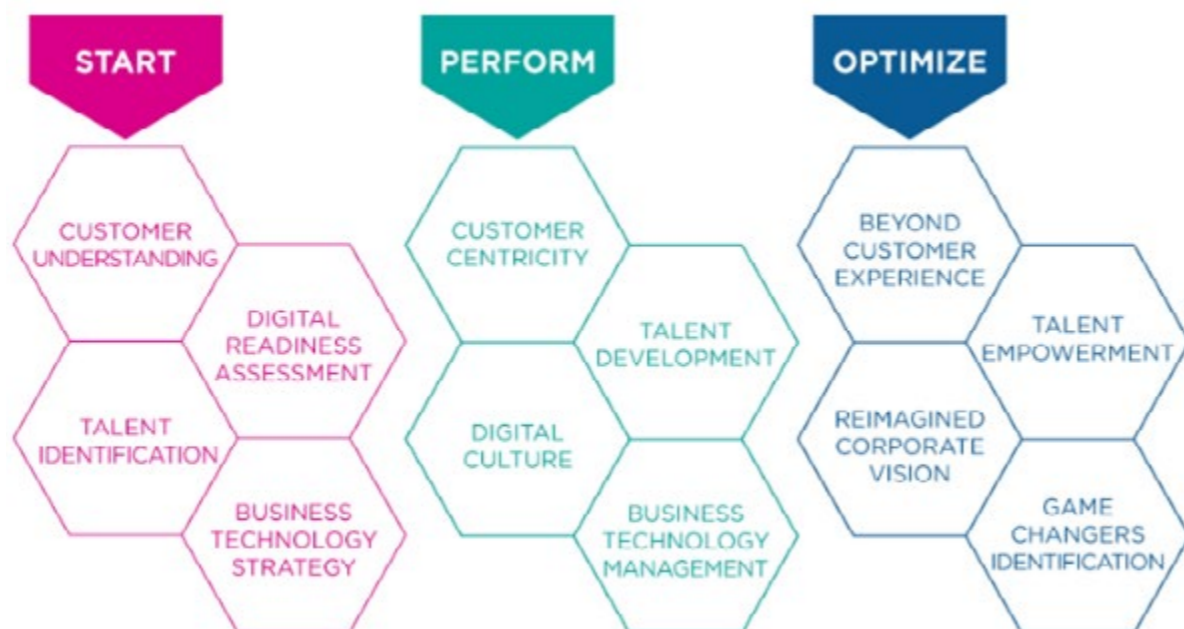 START
CUSTOMER
UNDERSTANDING
DIGITAL
READINESS
ASSESSMENT
TALENT
IDENTIFICATION
BUSINESS
TECHNOLOGY
STRATEGY
PERFORM
CUSTOMER
CENTRICITY
TALENT
DEVELOPMENT
DIGITAL
CULTURE
BUSINESS
TECHNOLOGY
MANAGEMENT
OPTIMIZE
BEYOND
CUSTOMER
EXPERIENCE
TALENT
EMPOWERMENT
REIMAGINED
CORPORATE
VISION
GAME
CHANGERS
IDENTIFICATION